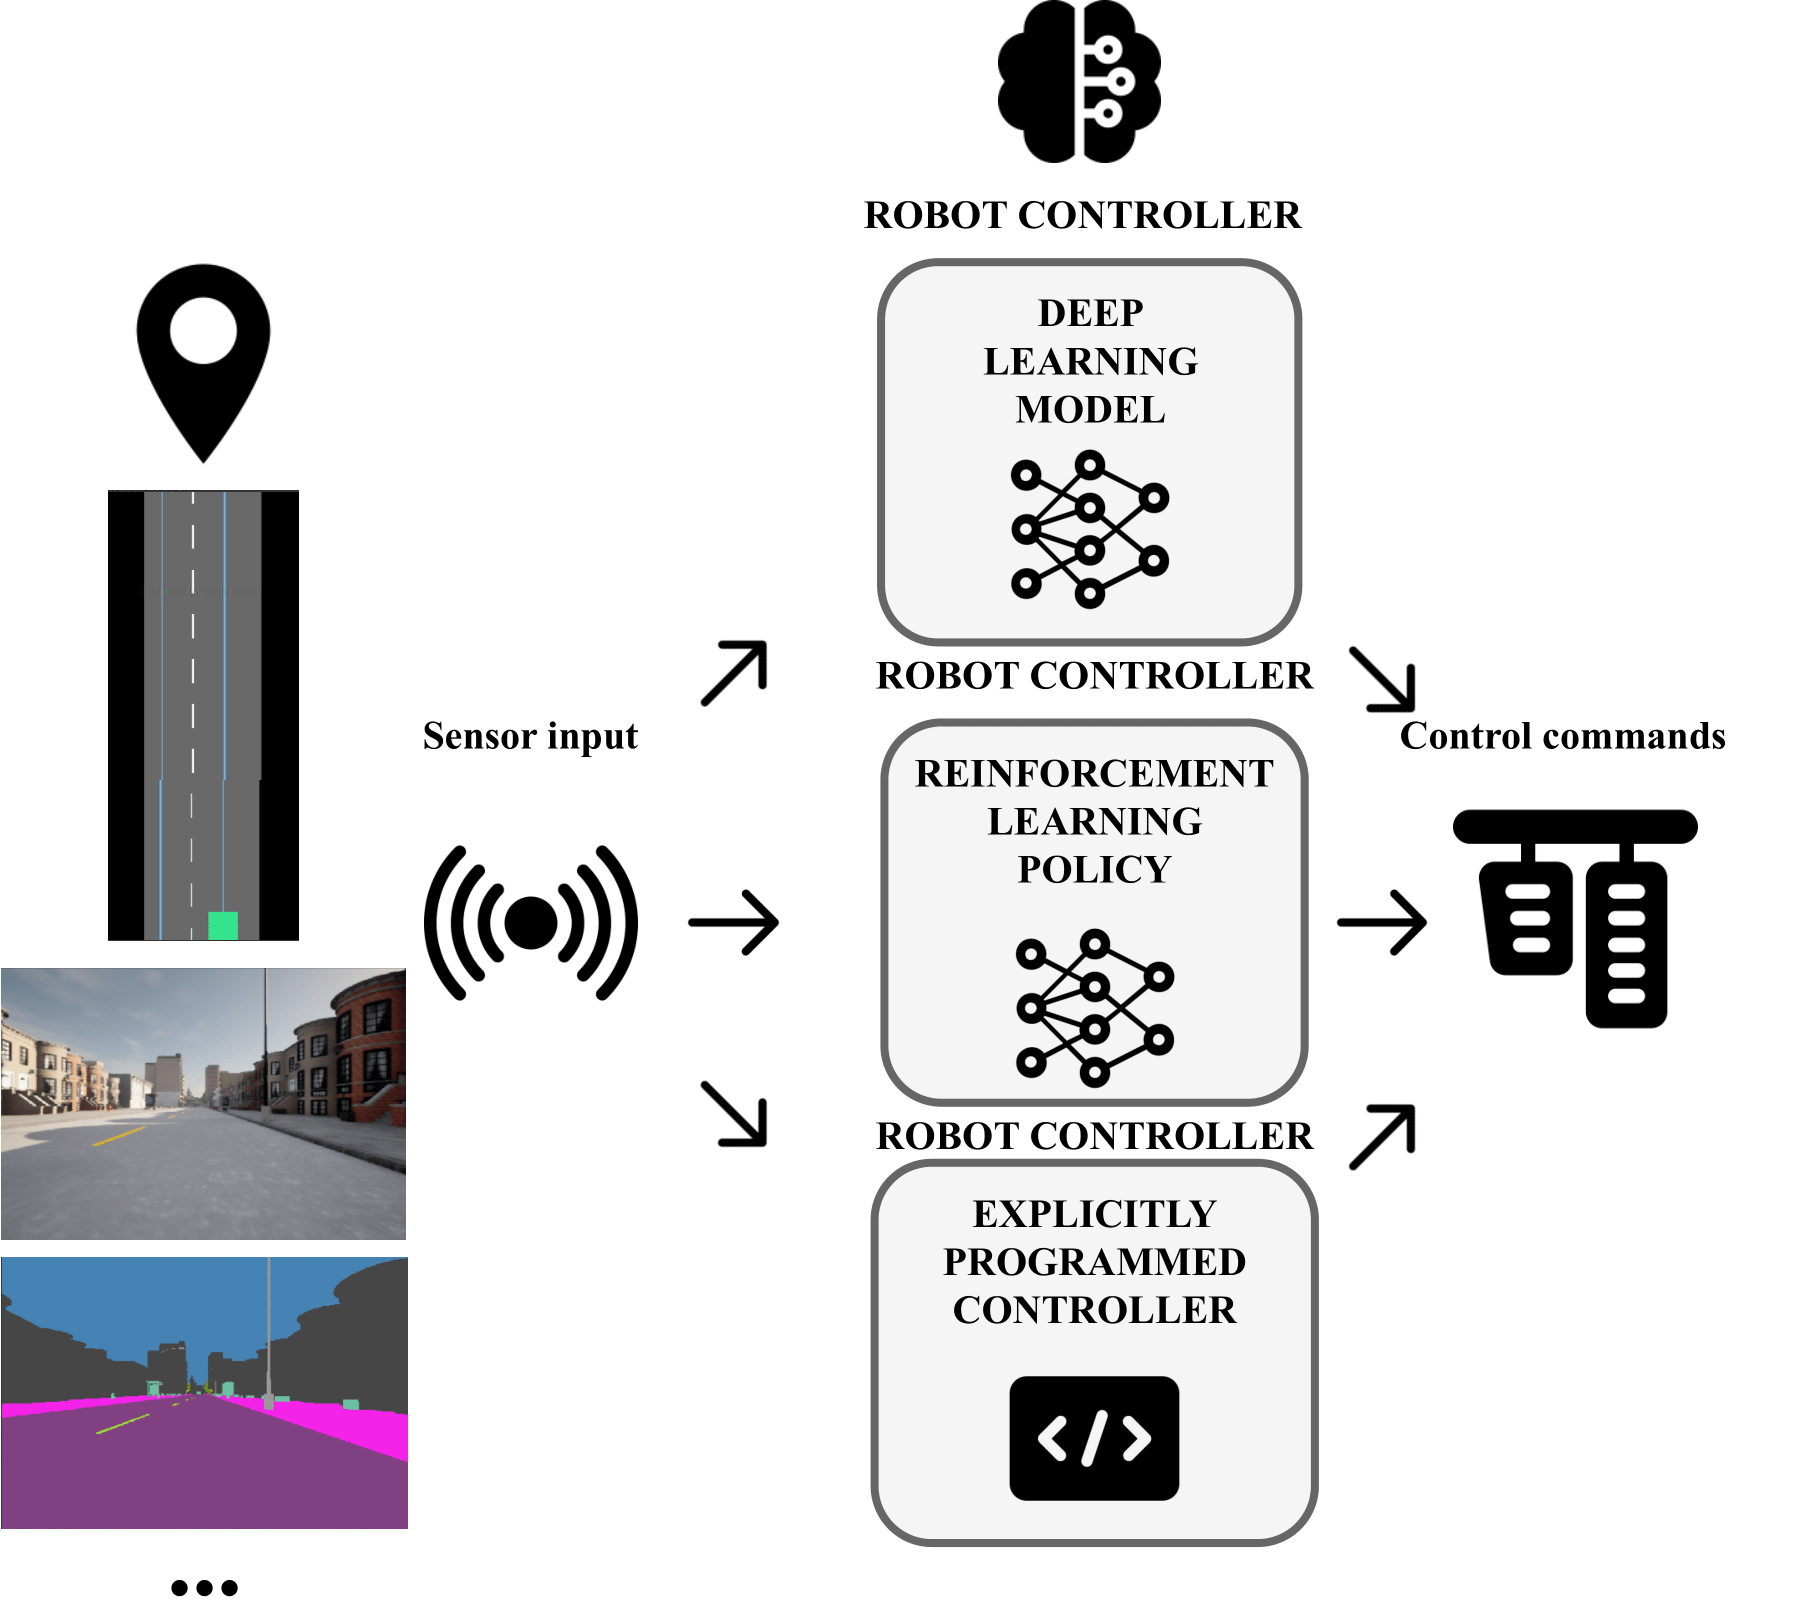 ROBOT CONTROLLER
DEEP
LEARNING
MODEL
ROBOT CONTROLLER
Sensor input
Control commands
REINFORCEMENT
LEARNING
POLICY
ROBOT CONTROLLER
EXPLICITLY
PROGRAMMED
CONTROLLER